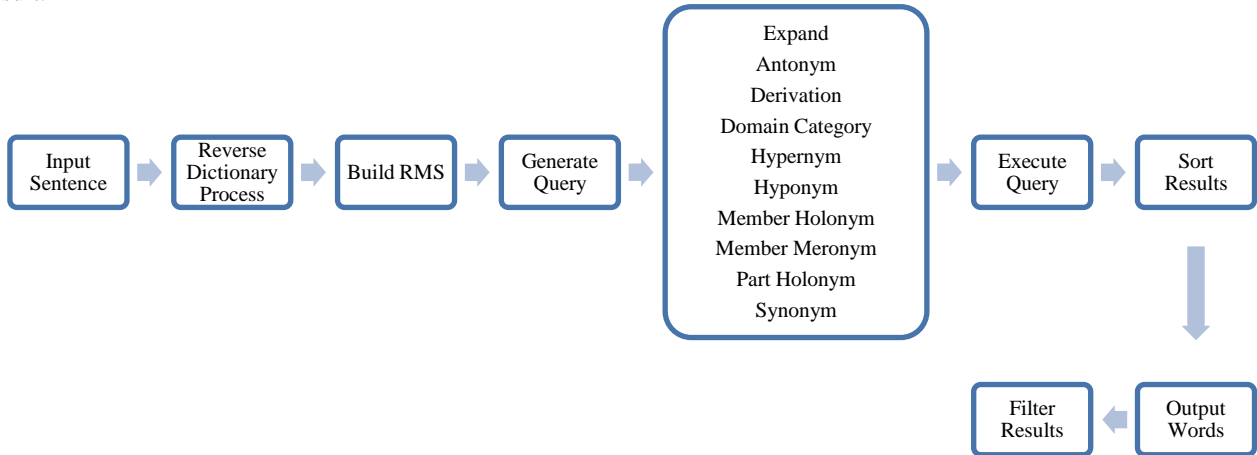 Input
Sentence
Reverse
Dictionary
Process
Build RMS
Generate
Query
Expand
Antonym
Derivation
Domain Category
Hypernym
Hyponym
Member Holonym
Member Meronym
Part Holonym
Synonym
Execute
Query
Sort
Results
Output
Words
Filter
Results